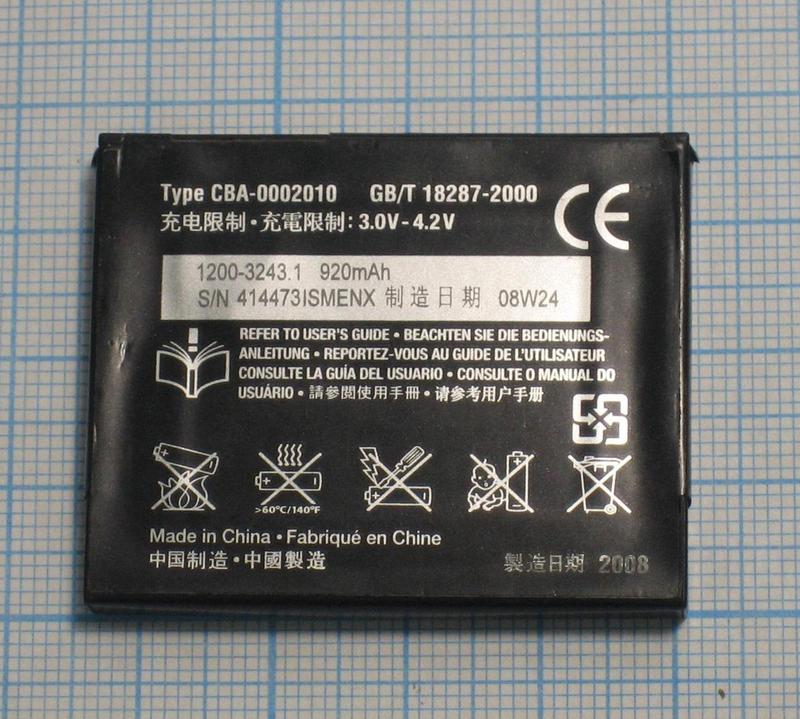 Type CBA-0002010 GB/T 18287-2000
充电限制·充電限制: 3.0V - 4.2V
CE
1200-3243.1 920mAh
S/N 414473ISMENX 制造日期 08W24
REFER TO USER'S GUIDE • BEACHTEN SIE DIE BEDIENUNGS-
ANLEITUNG • REPORTEZ-VOUS AU GUIDE DE L'UTILISATEUR
CONSULTE LA GUÍA DEL USUARIO • CONSULTE O MANUAL DO
USUÁRIO • 請參閱使用手冊 • 请参考用户手册
>60°C/140°F
Made in China • Fabriqué en Chine
中国制造·中國製造
製造日期 2008